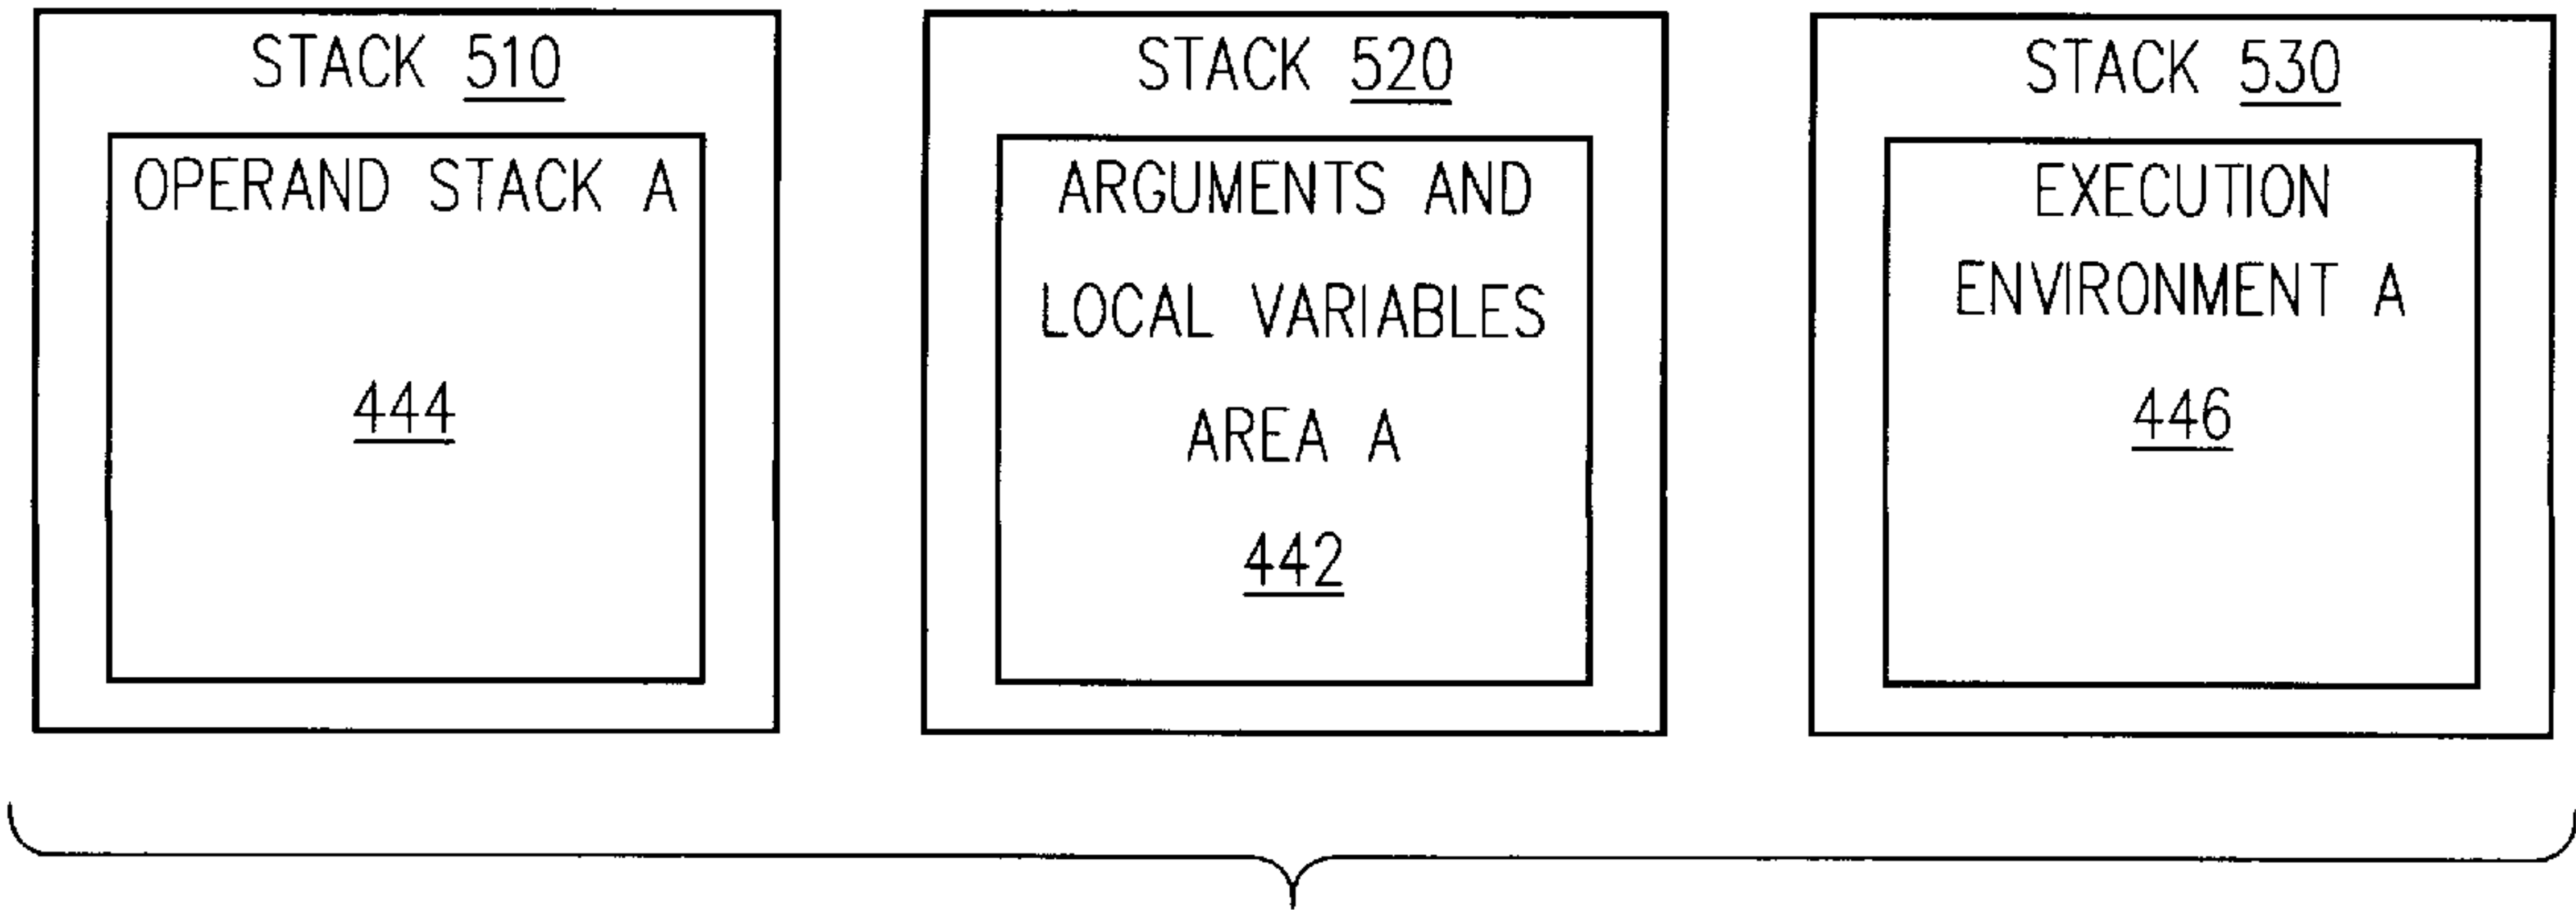 STACK 510
OPERAND STACK A
444
STACK 520
ARGUMENTS AND
LOCAL VARIABLES
AREA A
442
STACK 530
EXECUTION
ENVIRONMENT A
446